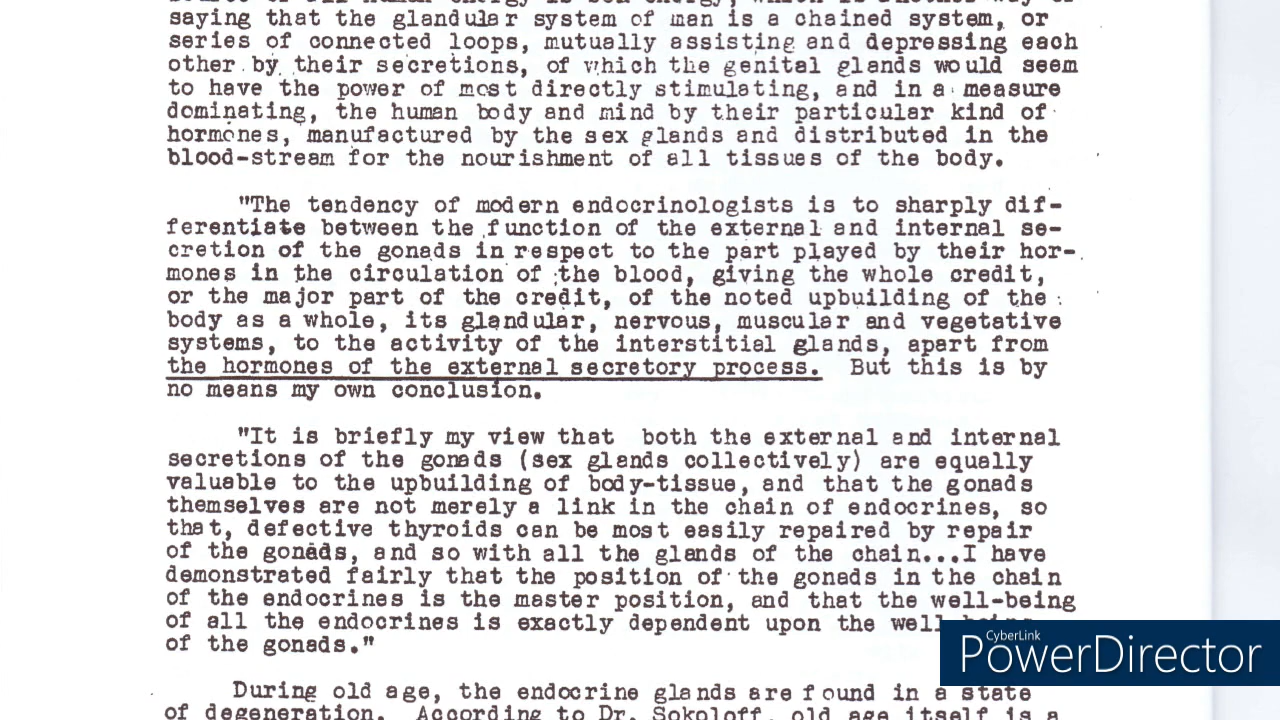 saying that the glandular system of man is a chained system, or
series of connected loops, mutually assisting and depressing each
other by their secretions, of which the genital glands would seem
to have the power of most directly stimulating, and in a measure
dominating, the human body and mind by their particular kind of
hormones, manufactured by the sex glands and distributed in the
blood-stream for the nourishment of all tissues of the body.
"The tendency of modern endocrinologists is to sharply dif-
ferentiate between the function of the external and internal se-
cretion of the gonads in respect to the part played by their hor-
mones in the circulation of the blood, giving the whole credit,
or the major part of the credit, of the noted upbuilding of the
body as a whole, its glandular, nervous, muscular and vegetative
systems, to the activity of the interstitial glands, apart from
the hormones of the external secretory process. But this is by
no means my own conclusion.
"It is briefly my view that both the external and internal
secretions of the gonads (sex glands collectively) are equally
valuable to the upbuilding of body-tissue, and that the gonads
themselves are not merely a link in the chain of endocrines, so
that, defective thyroids can be most easily repaired by repair
of the gonads, and so with all the glands of the chain...I have
demonstrated fairly that the position of the gonads in the chain
of the endocrines is the master position, and that the well-being
of all the endocrines is exactly dependent upon the well
of the gonads."
CyberLink
PowerDirector
During old age, the endocrine glands are found in a state
of degeneration. According to Dr. Sokoloff, old age itself is a